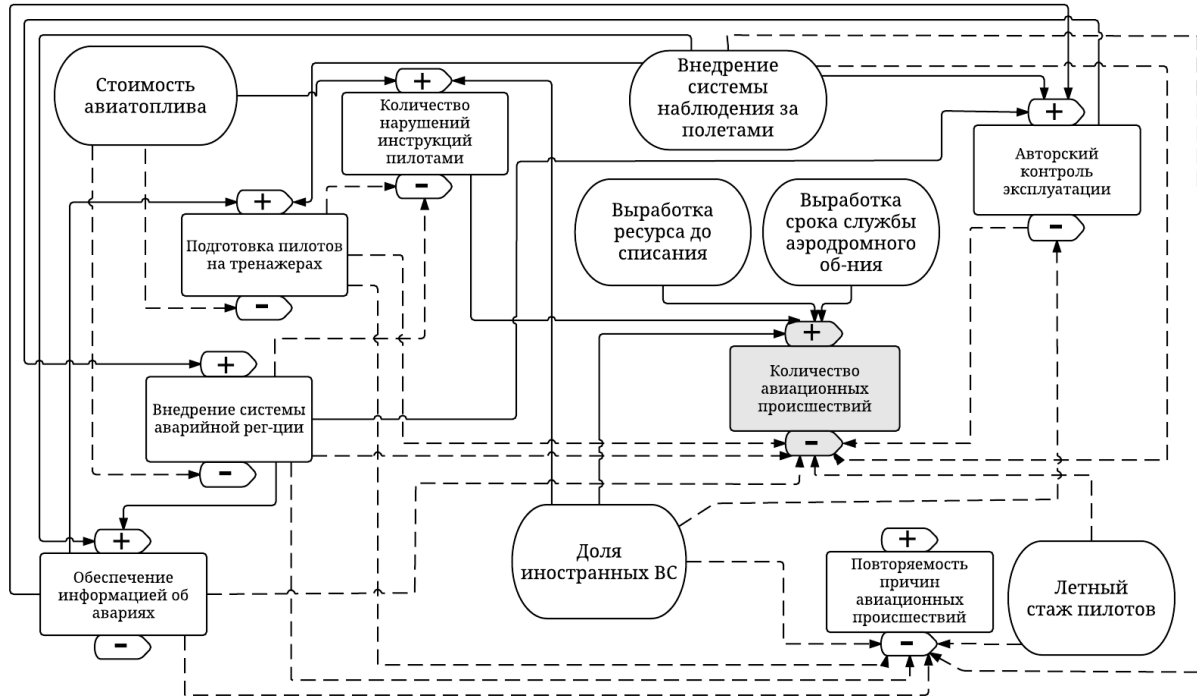 Стоимость
авиатоплива
+
Количество
нарушений
инструкций
пилотами
-
Внедрение
системы
наблюдения за
полетами
+
Авторский
контроль
эксплуатации
-
+
Подготовка пилотов
на тренажерах
-
Выработка
ресурса до
списания
Выработка
срока службы
аэродромного
об-ния
+
Количество
авиационных
происшествий
-
+
Внедрение системы
аварийной рег-ции
-
+
Обеспечение
информацией об
авариях
-
Доля
иностранных ВС
+
Повторяемость
причин
авиационных
происшествий
-
Летный
стаж пилотов